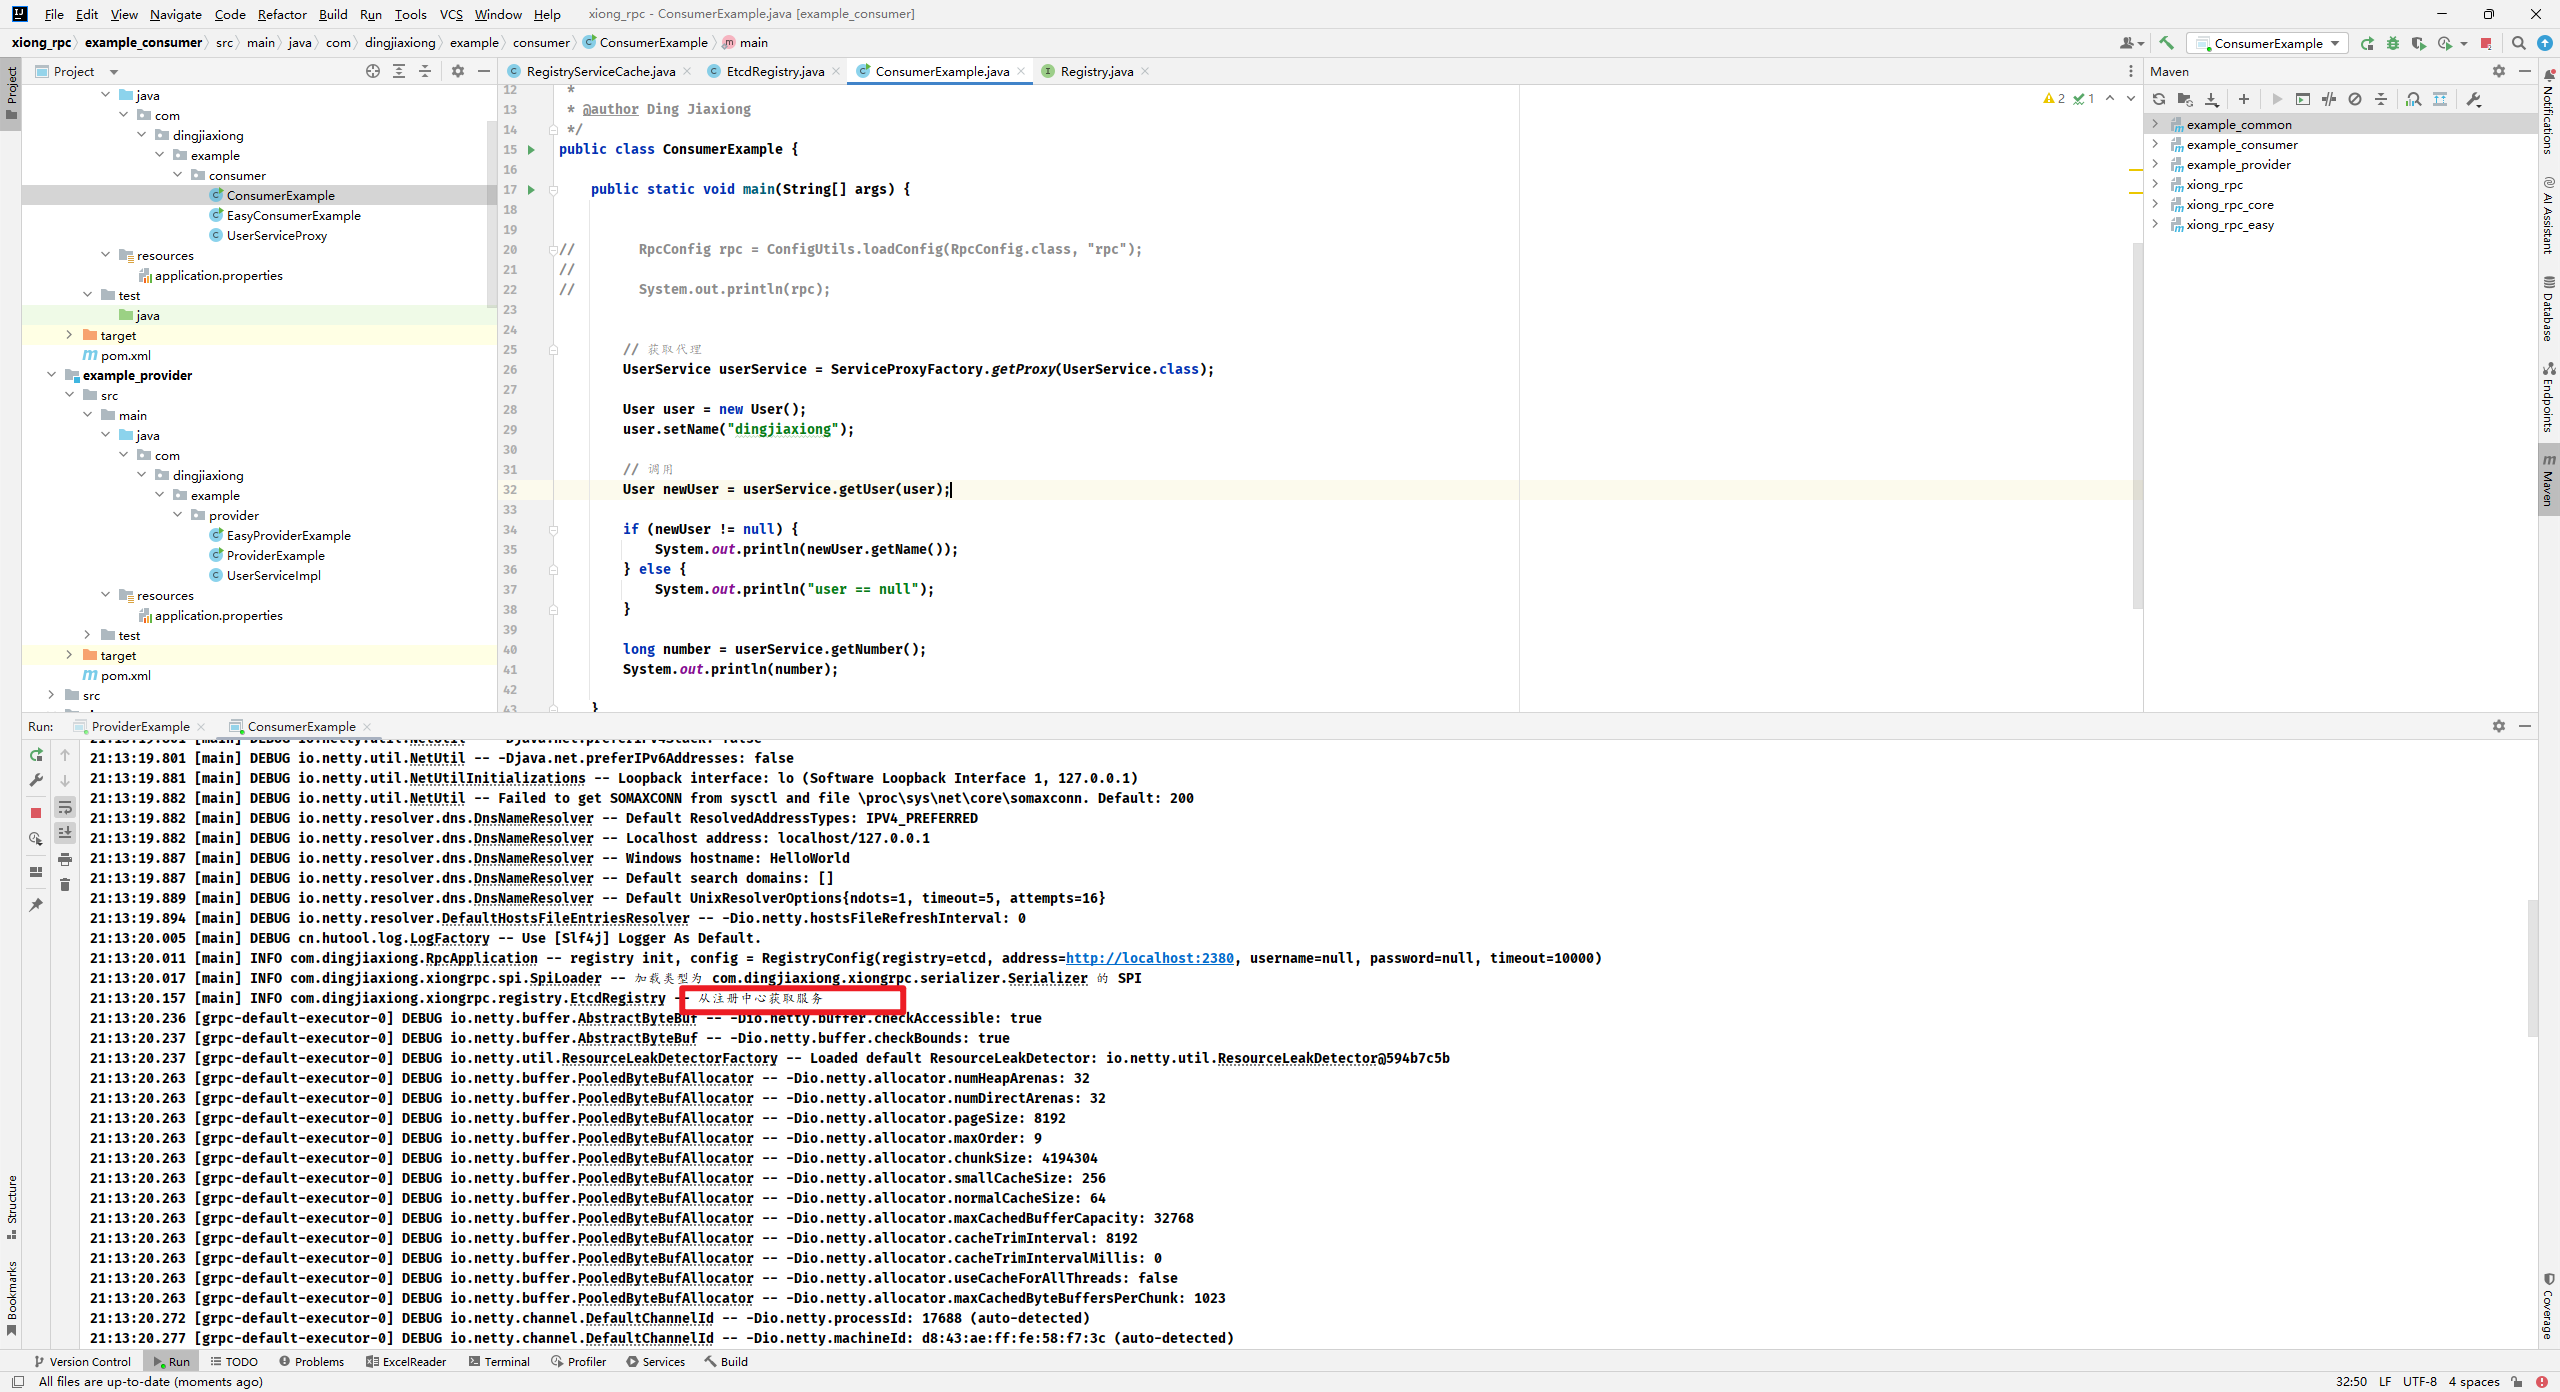 File Edit View Navigate Code Refactor Build Run Tools VCS Window Help xiong_rpc - ConsumerExample.java [example_consumer]
xiong_rpc example_consumer src main java com dingjiaxiong example consumer ConsumerExample main
ConsumerExample
Project
RegistryServiceCache.java EtcdRegistry.java ConsumerExample.java Registry.java
Maven
Project
java
com
dingjiaxiong
example
consumer
ConsumerExample
EasyConsumerExample
UserServiceProxy
resources
application.properties
test
java
target
pom.xml
example_provider
src
main
java
com
dingjiaxiong
example
provider
EasyProviderExample
ProviderExample
UserServiceImpl
resources
application.properties
test
target
pom.xml
src
2 1
12 *
13 * @author Ding Jiaxiong
14 */
15 public class ConsumerExample {
16
17 public static void main(String[] args) {
18
19
20 // RpcConfig rpc = ConfigUtils.loadConfig(RpcConfig.class, "rpc");
21 //
22 // System.out.println(rpc);
23
24
25 // 获取代理
26 UserService userService = ServiceProxyFactory.getProxy(UserService.class);
27
28 User user = new User();
29 user.setName("dingjiaxiong");
30
31 // 调用
32 User newUser = userService.getUser(user);
33
34 if (newUser != null) {
35 System.out.println(newUser.getName());
36 } else {
37 System.out.println("user == null");
38 }
39
40 long number = userService.getNumber();
41 System.out.println(number);
42
43 }
example_common
example_consumer
example_provider
xiong_rpc
xiong_rpc_core
xiong_rpc_easy
Notifications
AI Assistant
Database
Endpoints
Maven
Coverage
Structure
Bookmarks
Run: ProviderExample ConsumerExample
21:13:19.801 [main] DEBUG io.netty.util.NetUtil -- -Djava.net.preferIPv4Stack: false
21:13:19.801 [main] DEBUG io.netty.util.NetUtil -- -Djava.net.preferIPv6Addresses: false
21:13:19.881 [main] DEBUG io.netty.util.NetUtilInitializations -- Loopback interface: lo (Software Loopback Interface 1, 127.0.0.1)
21:13:19.882 [main] DEBUG io.netty.util.NetUtil -- Failed to get SOMAXCONN from sysctl and file \proc\sys\net\core\somaxconn. Default: 200
21:13:19.882 [main] DEBUG io.netty.resolver.dns.DnsNameResolver -- Default ResolvedAddressTypes: IPV4_PREFERRED
21:13:19.882 [main] DEBUG io.netty.resolver.dns.DnsNameResolver -- Localhost address: localhost/127.0.0.1
21:13:19.887 [main] DEBUG io.netty.resolver.dns.DnsNameResolver -- Windows hostname: HelloWorld
21:13:19.887 [main] DEBUG io.netty.resolver.dns.DnsNameResolver -- Default search domains: []
21:13:19.889 [main] DEBUG io.netty.resolver.dns.DnsNameResolver -- Default UnixResolverOptions{ndots=1, timeout=5, attempts=16}
21:13:19.894 [main] DEBUG io.netty.resolver.DefaultHostsFileEntriesResolver -- -Dio.netty.hostsFileRefreshInterval: 0
21:13:20.005 [main] DEBUG cn.hutool.log.LogFactory -- Use [Slf4j] Logger As Default.
21:13:20.011 [main] INFO com.dingjiaxiong.RpcApplication -- registry init, config = RegistryConfig(registry=etcd, address=http://localhost:2380, username=null, password=null, timeout=10000)
21:13:20.017 [main] INFO com.dingjiaxiong.xiongrpc.spi.SpiLoader -- 加载类型为 com.dingjiaxiong.xiongrpc.serializer.Serializer 的 SPI
21:13:20.157 [main] INFO com.dingjiaxiong.xiongrpc.registry.EtcdRegistry -- 从注册中心获取服务
21:13:20.236 [grpc-default-executor-0] DEBUG io.netty.buffer.AbstractByteBuf -- -Dio.netty.buffer.checkAccessible: true
21:13:20.237 [grpc-default-executor-0] DEBUG io.netty.buffer.AbstractByteBuf -- -Dio.netty.buffer.checkBounds: true
21:13:20.237 [grpc-default-executor-0] DEBUG io.netty.util.ResourceLeakDetectorFactory -- Loaded default ResourceLeakDetector: io.netty.util.ResourceLeakDetector@594b7c5b
21:13:20.263 [grpc-default-executor-0] DEBUG io.netty.buffer.PooledByteBufAllocator -- -Dio.netty.allocator.numHeapArenas: 32
21:13:20.263 [grpc-default-executor-0] DEBUG io.netty.buffer.PooledByteBufAllocator -- -Dio.netty.allocator.numDirectArenas: 32
21:13:20.263 [grpc-default-executor-0] DEBUG io.netty.buffer.PooledByteBufAllocator -- -Dio.netty.allocator.pageSize: 8192
21:13:20.263 [grpc-default-executor-0] DEBUG io.netty.buffer.PooledByteBufAllocator -- -Dio.netty.allocator.maxOrder: 9
21:13:20.263 [grpc-default-executor-0] DEBUG io.netty.buffer.PooledByteBufAllocator -- -Dio.netty.allocator.chunkSize: 4194304
21:13:20.263 [grpc-default-executor-0] DEBUG io.netty.buffer.PooledByteBufAllocator -- -Dio.netty.allocator.smallCacheSize: 256
21:13:20.263 [grpc-default-executor-0] DEBUG io.netty.buffer.PooledByteBufAllocator -- -Dio.netty.allocator.normalCacheSize: 64
21:13:20.263 [grpc-default-executor-0] DEBUG io.netty.buffer.PooledByteBufAllocator -- -Dio.netty.allocator.maxCachedBufferCapacity: 32768
21:13:20.263 [grpc-default-executor-0] DEBUG io.netty.buffer.PooledByteBufAllocator -- -Dio.netty.allocator.cacheTrimInterval: 8192
21:13:20.263 [grpc-default-executor-0] DEBUG io.netty.buffer.PooledByteBufAllocator -- -Dio.netty.allocator.cacheTrimIntervalMillis: 0
21:13:20.263 [grpc-default-executor-0] DEBUG io.netty.buffer.PooledByteBufAllocator -- -Dio.netty.allocator.useCacheForAllThreads: false
21:13:20.263 [grpc-default-executor-0] DEBUG io.netty.buffer.PooledByteBufAllocator -- -Dio.netty.allocator.maxCachedByteBuffersPerChunk: 1023
21:13:20.272 [grpc-default-executor-0] DEBUG io.netty.channel.DefaultChannelId -- -Dio.netty.processId: 17688 (auto-detected)
21:13:20.277 [grpc-default-executor-0] DEBUG io.netty.channel.DefaultChannelId -- -Dio.netty.machineId: d8:43:ae:ff:fe:58:f7:3c (auto-detected)
Version Control Run TODO Problems ExcelReader Terminal Profiler Services Build
All files are up-to-date (moments ago) 32:50 LF UTF-8 4 spaces